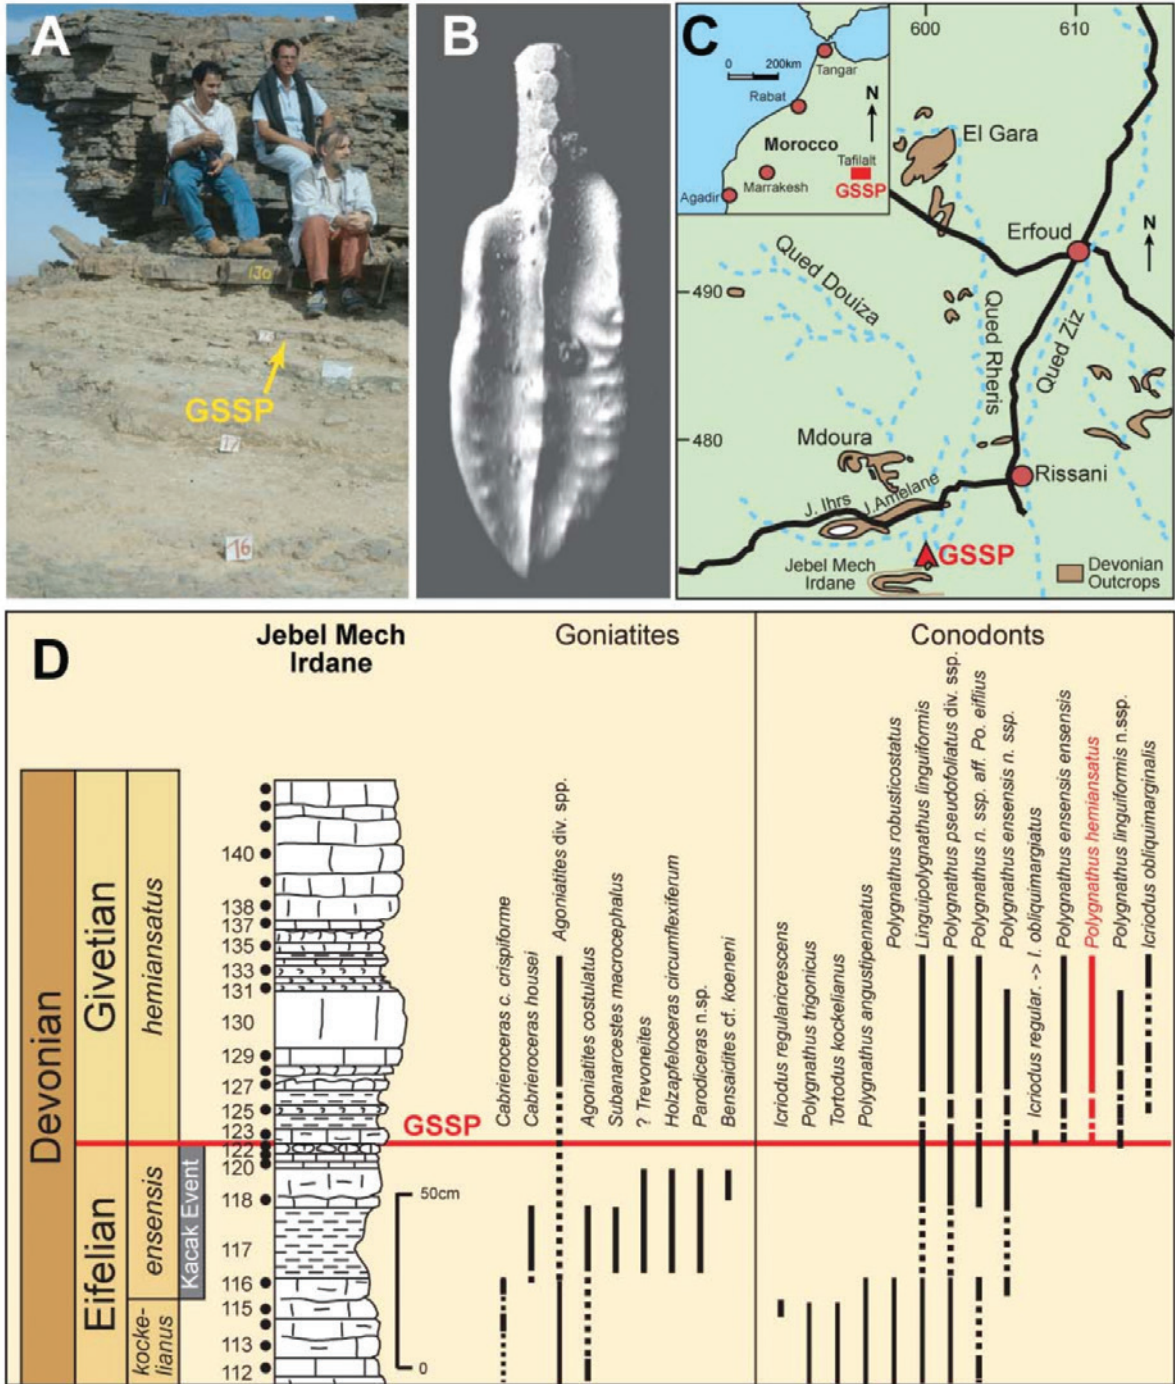 A
130
GSSP
17
16
B
C
600
610
0
200km
Tangar
Rabat
N
Morocco
Tafilalt
GSSP
Marrakesh
Agadir
El Gara
Erfoud
N
Qued Douiza
490
Qued Rheris
Qued Ziz
480
Mdoura
Rissani
J. Ihrs
J.Amelane
GSSP
Jebel Mech
Irdane
Devonian
Outcrops
D
Jebel Mech
Irdane
Goniatites
Conodonts
Devonian
Givetian
Eifelian
hemiansatus
ensensis
kocke-
lianus
Kacak Event
140
138
137
135
133
131
130
129
127
125
123
122
120
118
117
116
115
113
112
GSSP
50cm
0
Cabrieroceras c. crispiforme
Cabrieroceras housei
Agoniatites div. spp.
Agoniatites costulatus
Subanarcestes macrocephalus
? Trevoneites
Holzapfeloceras circumflexiferum
Parodiceras n.sp.
Bensaidites cf. koeneni
Icriodus regularicrescens
Polygnathus trigonicus
Tortodus kockelianus
Polygnathus angustipennatus
Polygnathus robusticostatus
Linguipolygnathus linguiformis
Polygnathus pseudofoliatus div. ssp.
Polygnathus n. ssp. aff. Po. eiflius
Polygnathus ensensis n. ssp.
Icriodus regular. -> I. obliquimargiatus
Polygnathus ensensis ensensis
Polygnathus hemiansatus
Polygnathus linguiformis n.ssp.
Icriodus obliquimarginalis